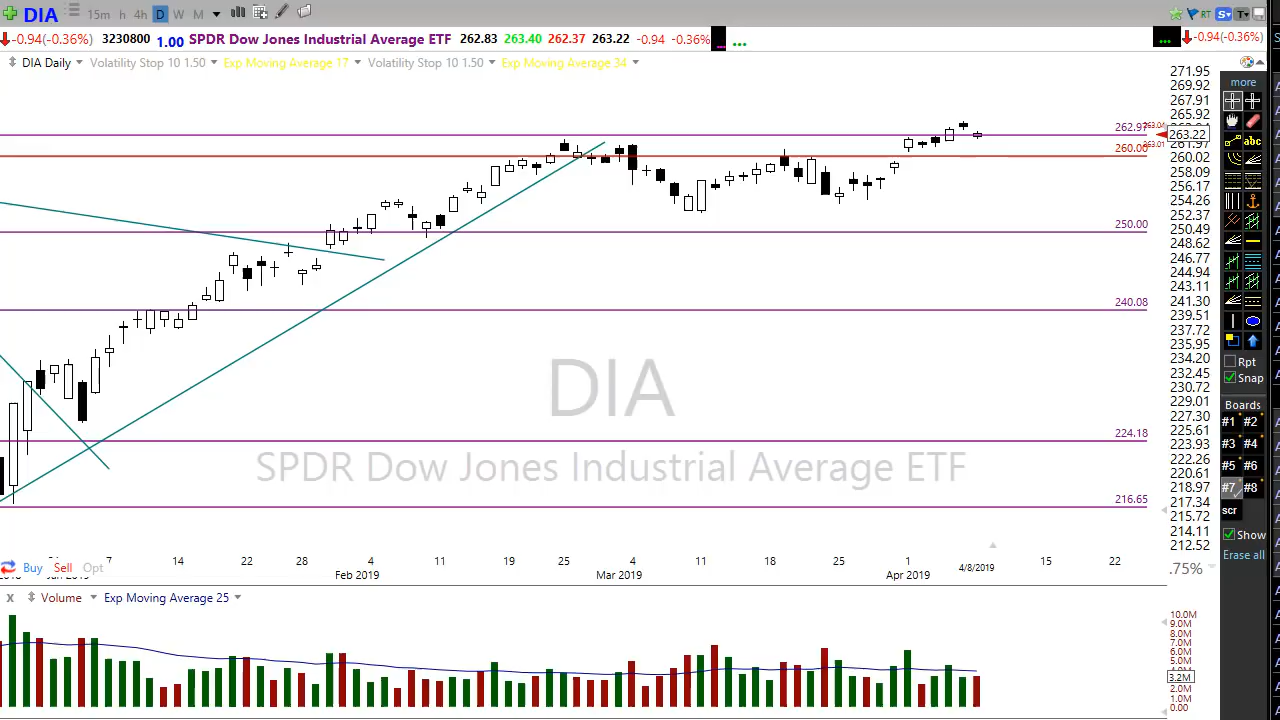 DIA 15m h 4h D W M RT S T
-0.94(-0.36%) 3230800 1.00 SPDR Dow Jones Industrial Average ETF 262.83 263.40 262.37 263.22 -0.94 -0.36% ... ... -0.94(-0.36%)
DIA Daily Volatility Stop 10 1.50 Exp Moving Average 17 Volatility Stop 10 1.50 Exp Moving Average 34
271.95
269.92
267.91
265.92
262.97
263.04
263.22
263.01
260.00
260.02
258.09
256.17
254.26
252.37
250.00
250.49
248.62
246.77
244.94
243.11
240.08
241.30
239.51
237.72
235.95
234.20
232.45
230.72
229.01
227.30
225.61
224.18
223.93
222.26
220.61
218.97
216.65
217.34
215.72
214.11
212.52
DIA
SPDR Dow Jones Industrial Average ETF
more
abc
Rpt
Snap
Boards
#1 #2
#3 #4
#5 #6
#7 #8
scr
Show
Erase all
7 14 22 28 4 11 19 25 4 11 18 25 1 4/8/2019 15 22
Feb 2019 Mar 2019 Apr 2019
Buy Sell Opt
.75%
x Volume Exp Moving Average 25
10.0M
9.0M
8.0M
7.0M
6.0M
5.0M
3.2M
2.0M
1.0M
0.00